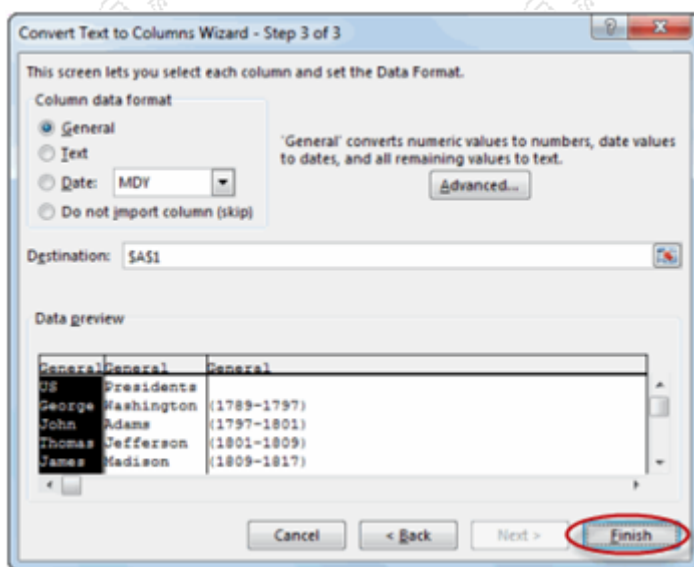 Convert Text to Columns Wizard - Step 3 of 3
This screen lets you select each column and set the Data Format.
Column data format
General
Text
Date: MDY
Do not import column (skip)
'General' converts numeric values to numbers, date values
to dates, and all remaining values to text.
Advanced...
Destination: $A$1
Data preview
General General General
US Presidents
George Washington (1789-1797)
John Adams (1797-1801)
Thomas Jefferson (1801-1809)
James Madison (1809-1817)
Cancel < Back Next > Finish